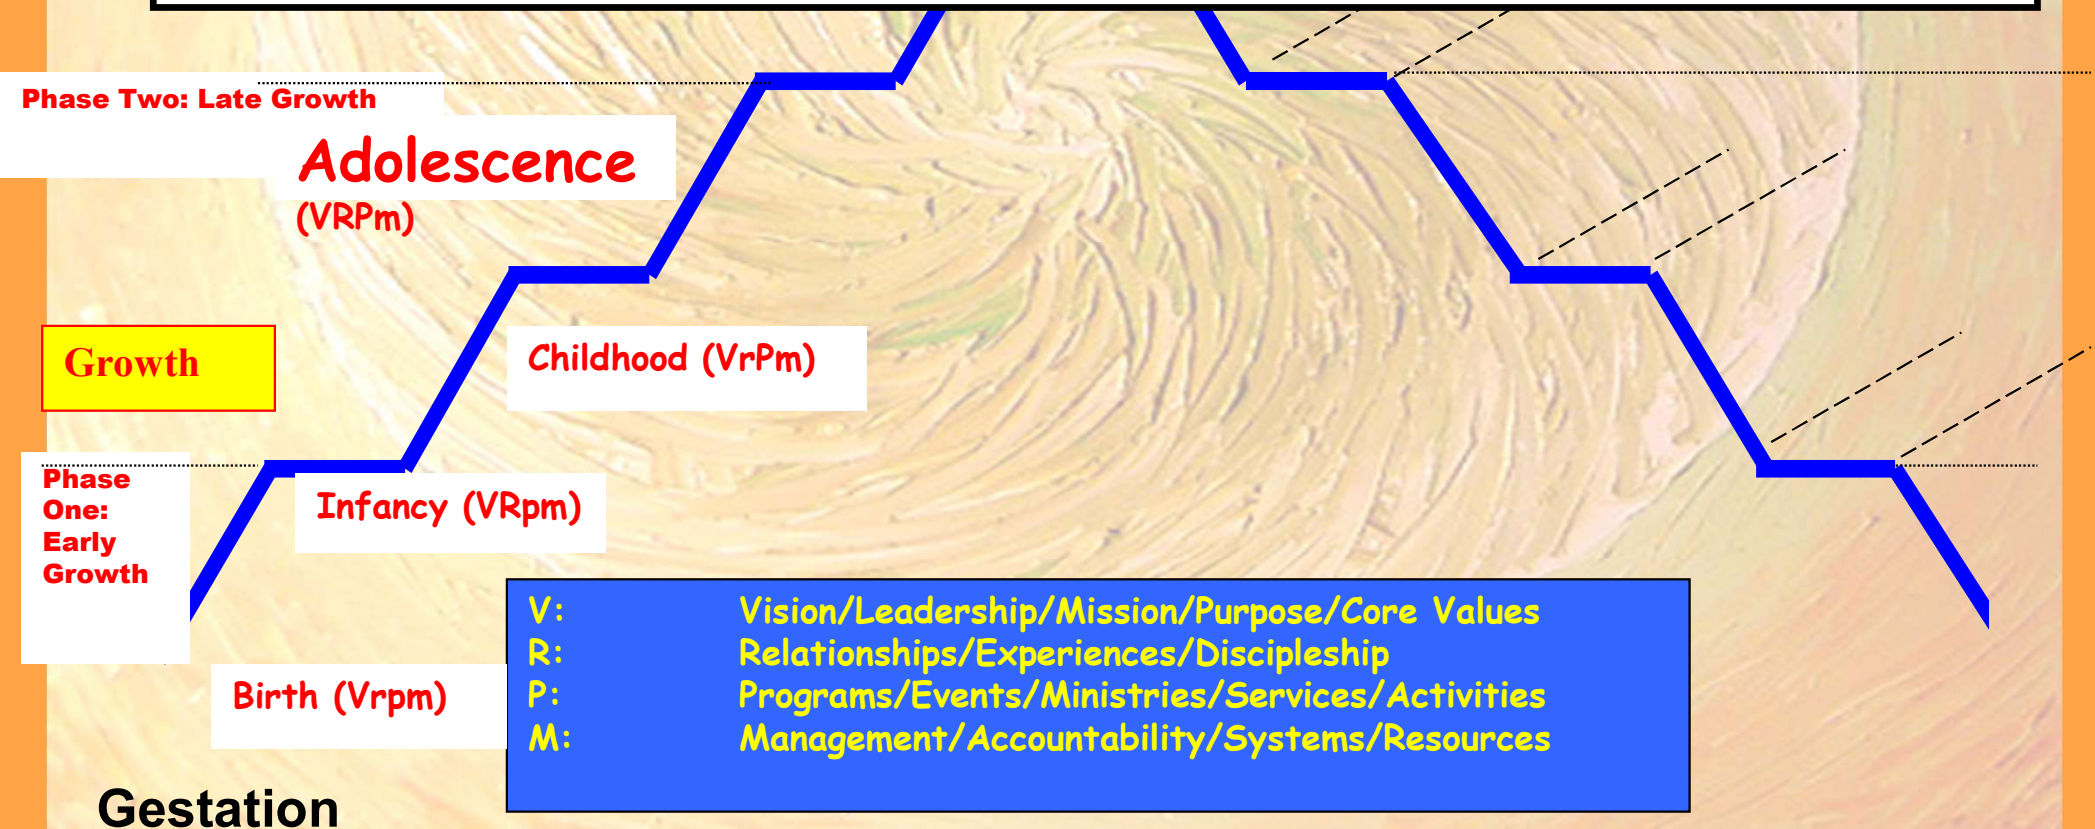 Phase Two: Late Growth
Adolescence
(VRPm)
Growth
Childhood (VrPm)
Phase
One:
Early
Growth
Infancy (VRpm)
V: Vision/Leadership/Mission/Purpose/Core Values
R: Relationships/Experiences/Discipleship
P: Programs/Events/Ministries/Services/Activities
M: Management/Accountability/Systems/Resources
Birth (Vrpm)
Gestation